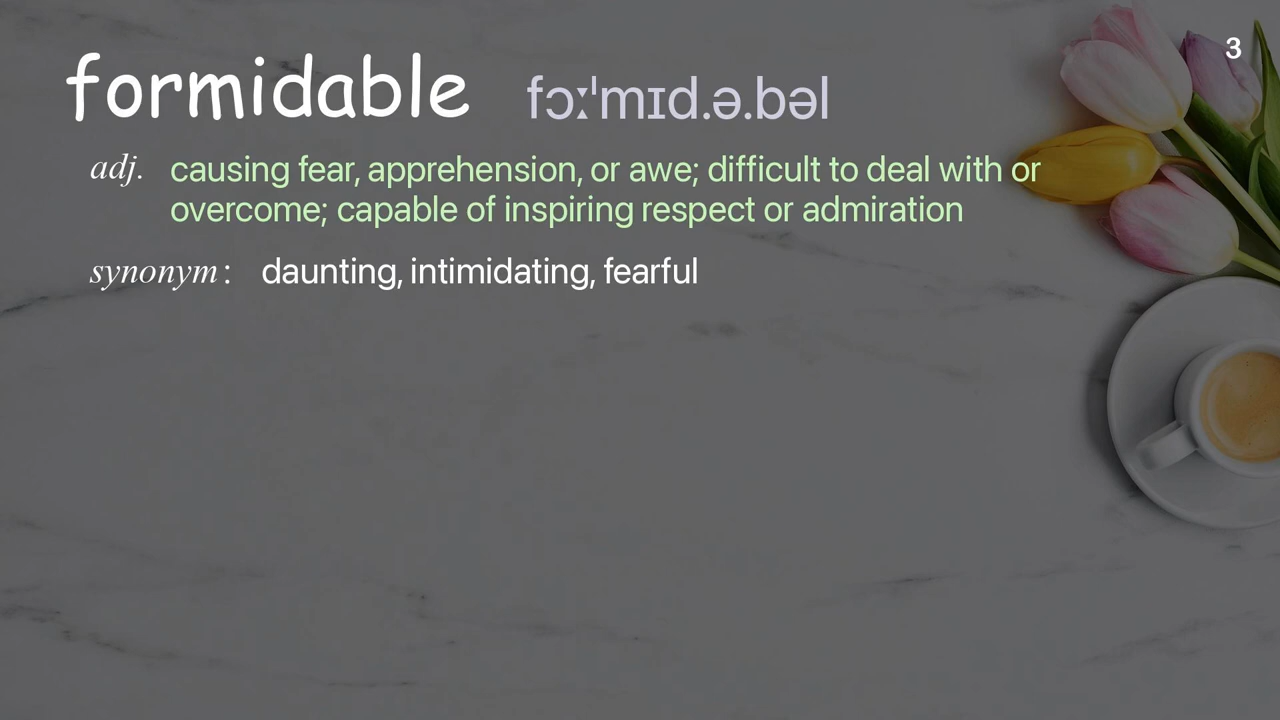 3
formidable fɔːˈmɪd.ə.bəl
adj. causing fear, apprehension, or awe; difficult to deal with or
overcome; capable of inspiring respect or admiration
synonym : daunting, intimidating, fearful